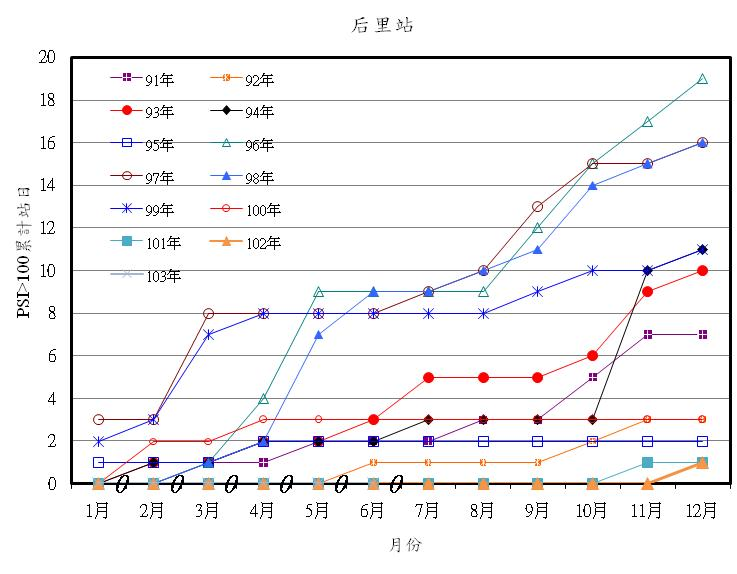 后里站
PSI>100累計站日
20
18
16
14
12
10
8
6
4
2
0
91年 92年
93年 94年
95年 96年
97年 98年
99年 100年
101年 102年
103年
0 0 0 0 0 0
1月 2月 3月 4月 5月 6月 7月 8月 9月 10月 11月 12月
月份